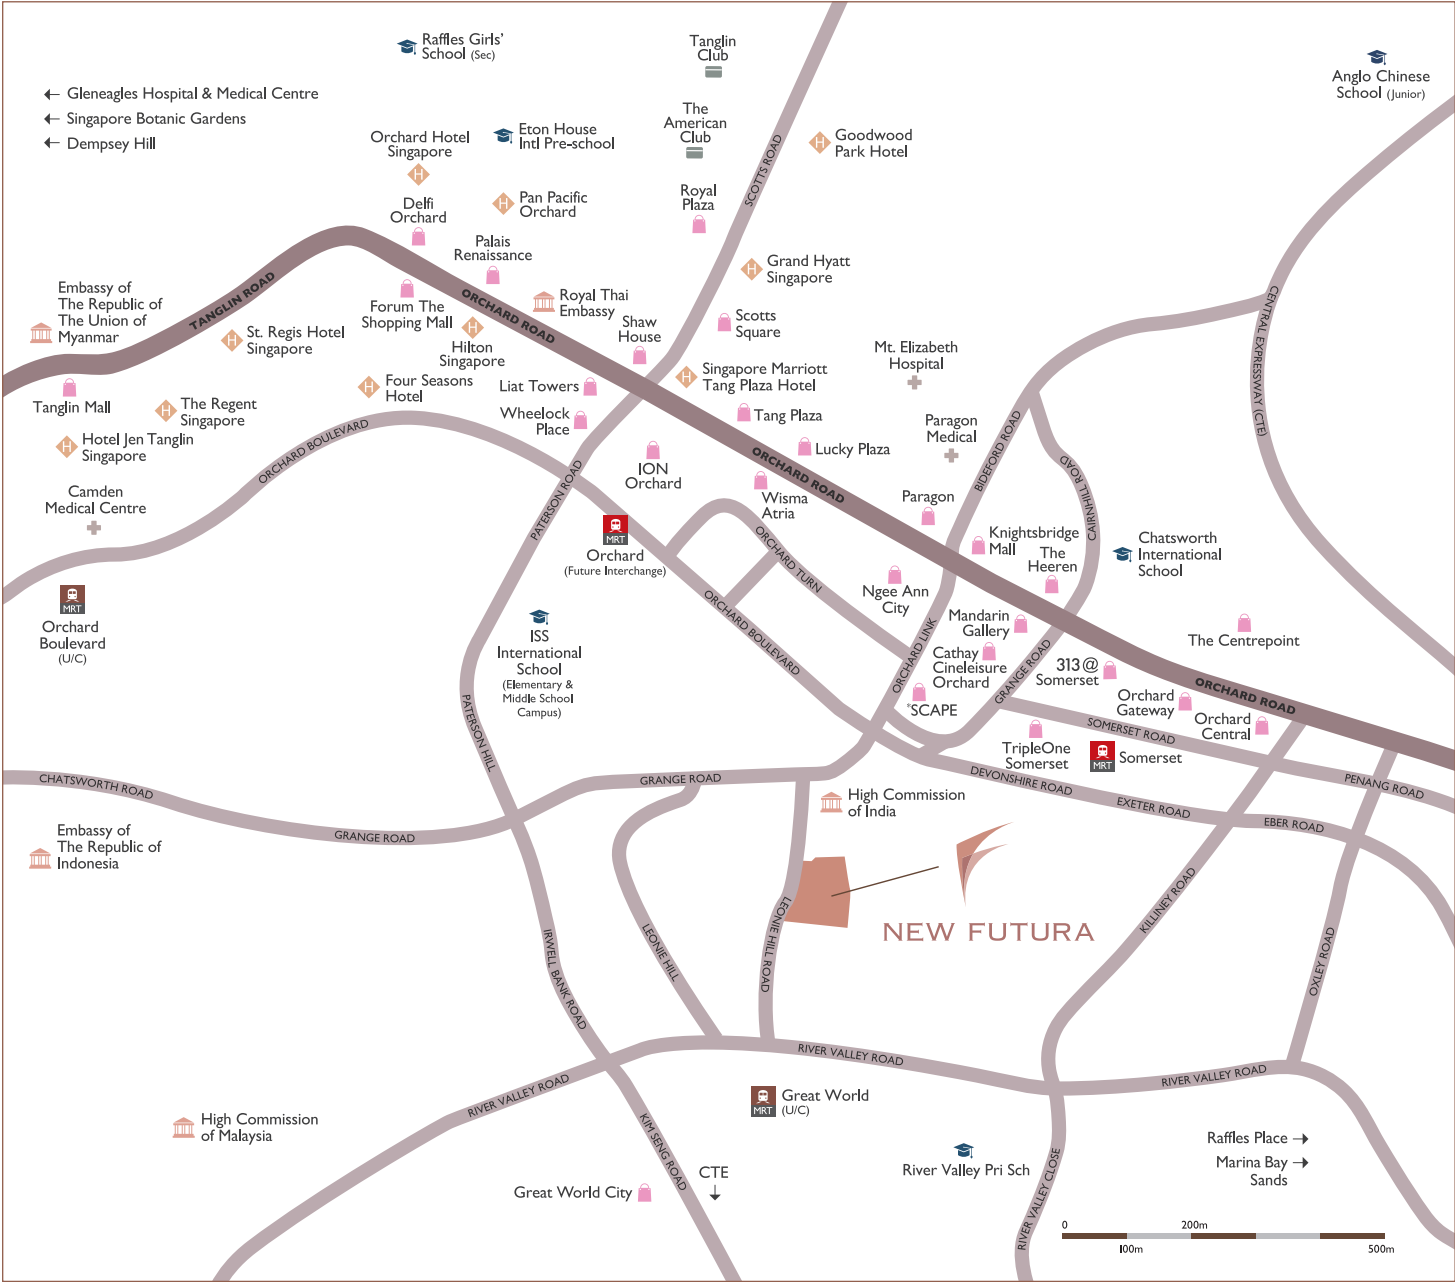 Raffles Girls'
School (Sec)
Tanglin
Club
Anglo Chinese
School (Junior)
← Gleneagles Hospital & Medical Centre
← Singapore Botanic Gardens
← Dempsey Hill
The
American
Club
Orchard Hotel
Singapore
Eton House
Intl Pre-school
Goodwood
Park Hotel
SCOTTS ROAD
H
H
Royal
Plaza
Delfi
Orchard
H
Pan Pacific
Orchard
Palais
Renaissance
H
Grand Hyatt
Singapore
Embassy of
The Republic of
The Union of
Myanmar
TANGLIN ROAD
Forum The
Shopping Mall
ORCHARD ROAD
Royal Thai
Embassy
Shaw
House
Scotts
Square
CENTRAL EXPRESSWAY (CTE)
H
St. Regis Hotel
Singapore
H
Hilton
Singapore
Mt. Elizabeth
Hospital
H
Singapore Marriott
Tang Plaza Hotel
H
Four Seasons
Hotel
Liat Towers
Tanglin Mall
H
The Regent
Singapore
Wheelock
Place
Tang Plaza
Paragon
Medical
BIDEFORD ROAD
H
Hotel Jen Tanglin
Singapore
ORCHARD BOULEVARD
Lucky Plaza
ION
Orchard
ORCHARD ROAD
CAIRNHILL ROAD
Camden
Medical Centre
PATERSON ROAD
Wisma
Atria
Paragon
MRT
Orchard
(Future Interchange)
ORCHARD TURN
Knightsbridge
Mall
The
Heeren
Chatsworth
International
School
Ngee Ann
City
MRT
Orchard
Boulevard
(U/C)
ISS
International
School
(Elementary &
Middle School
Campus)
ORCHARD BOULEVARD
ORCHARD LINK
Mandarin
Gallery
Cathay
Cineleisure
Orchard
GRANGE ROAD
The Centrepoint
313@
Somerset
*SCAPE
Orchard
Gateway
ORCHARD ROAD
Orchard
Central
PATERSON HILL
TripleOne
Somerset
SOMERSET ROAD
MRT
Somerset
CHATSWORTH ROAD
GRANGE ROAD
GRANGE ROAD
DEVONSHIRE ROAD
EXETER ROAD
EBER ROAD
PENANG ROAD
High Commission
of India
Embassy of
The Republic of
Indonesia
NEW FUTURA
KILLINEY ROAD
LEONIE HILL
LEONIE HILL ROAD
IRWELL BANK ROAD
OXLEY ROAD
RIVER VALLEY ROAD
RIVER VALLEY ROAD
RIVER VALLEY ROAD
MRT
Great World
(U/C)
High Commission
of Malaysia
KIM SENG ROAD
River Valley Pri Sch
RIVER VALLEY CLOSE
Raffles Place →
Marina Bay →
Sands
CTE
↓
Great World City
0
200m
100m
500m